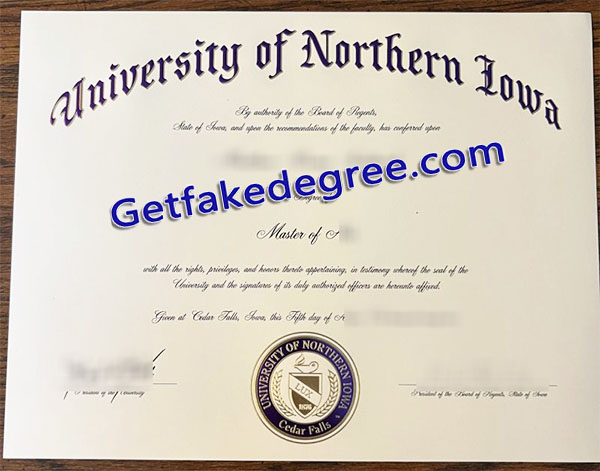 University of Northern Iowa
By authority of the Board of Regents,
State of Iowa, and upon the recommendations of the faculty, has conferred upon
Getfakedegree.com
Master of A
with all the rights, privileges, and honors thereto appertaining, in testimony whereof the seal of the
University and the signatures of its duly authorized officers are hereunto affixed.
Given at Cedar Falls, Iowa, this Fifth day of A
UNIVERSITY OF NORTHERN IOWA
LUX
1876
Cedar Falls
President of the University
President of the Board of Regents, State of Iowa